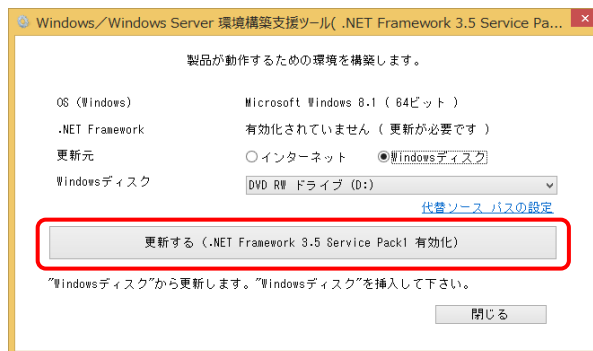 Windows／Windows Server 環境構築支援ツール( .NET Framework 3.5 Service Pa...
製品が動作するための環境を構築します。
OS (Windows) Microsoft Windows 8.1 ( 64ビット )
.NET Framework 有効化されていません ( 更新が必要です )
更新元 インターネット Windowsディスク
Windowsディスク DVD RW ドライブ (D:)
代替ソース パスの設定
更新する (.NET Framework 3.5 Service Pack1 有効化)
"Windowsディスク"から更新します。"Windowsディスク"を挿入して下さい。
閉じる